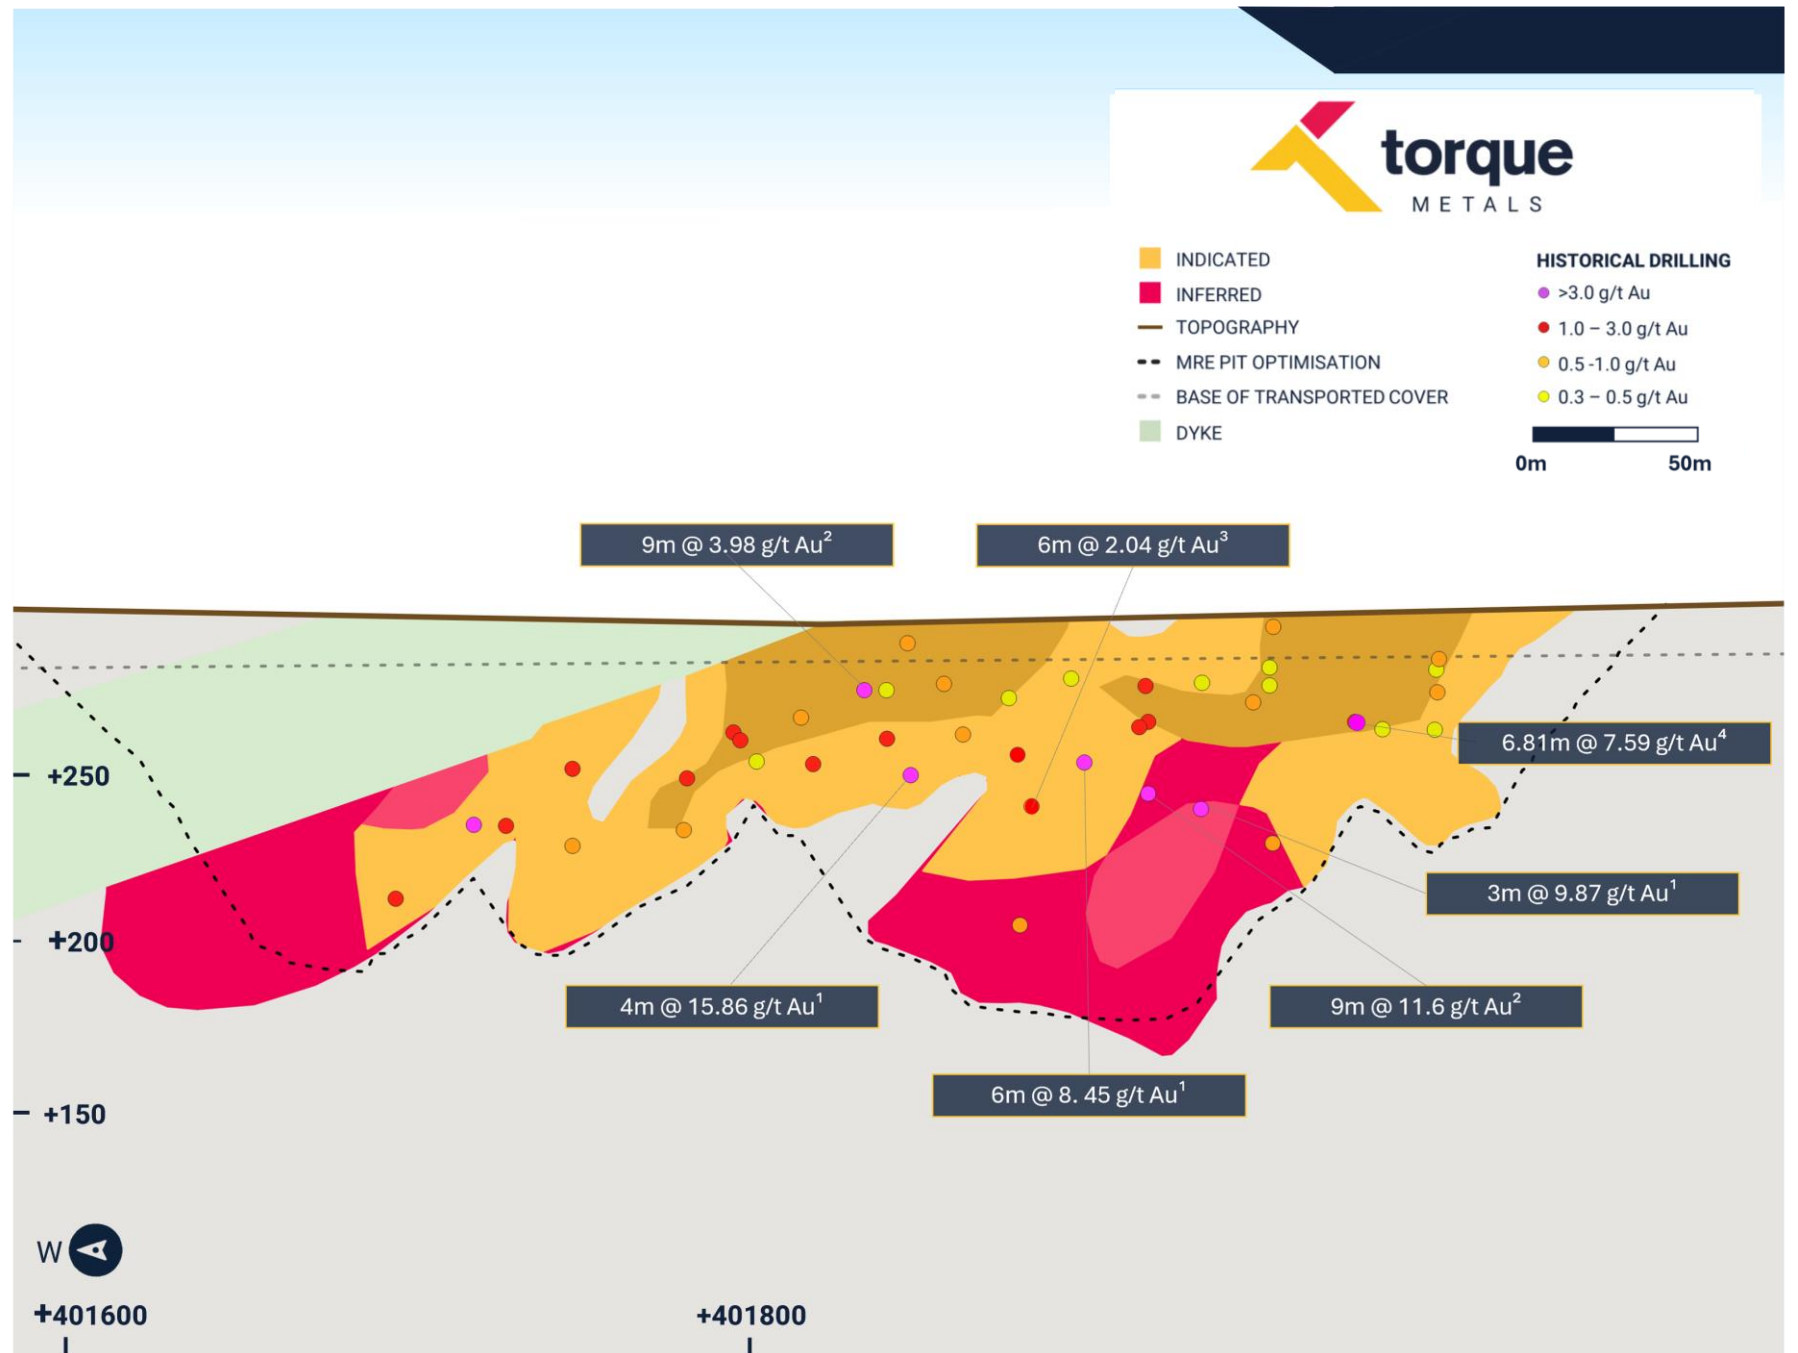 torque
METALS
INDICATED
INFERRED
TOPOGRAPHY
MRE PIT OPTIMISATION
BASE OF TRANSPORTED COVER
DYKE
HISTORICAL DRILLING
>3.0 g/t Au
1.0 – 3.0 g/t Au
0.5 -1.0 g/t Au
0.3 – 0.5 g/t Au
0m 50m
9m @ 3.98 g/t Au²
6m @ 2.04 g/t Au³
6.81m @ 7.59 g/t Au⁴
+250
3m @ 9.87 g/t Au¹
+200
4m @ 15.86 g/t Au¹
9m @ 11.6 g/t Au²
6m @ 8. 45 g/t Au¹
+150
W
+401600
+401800